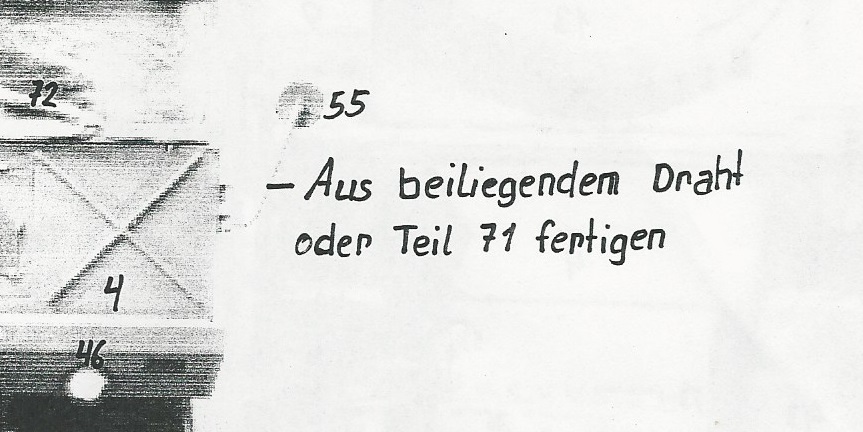 72
55
– Aus beiliegendem Draht
oder Teil 71 fertigen
4
46